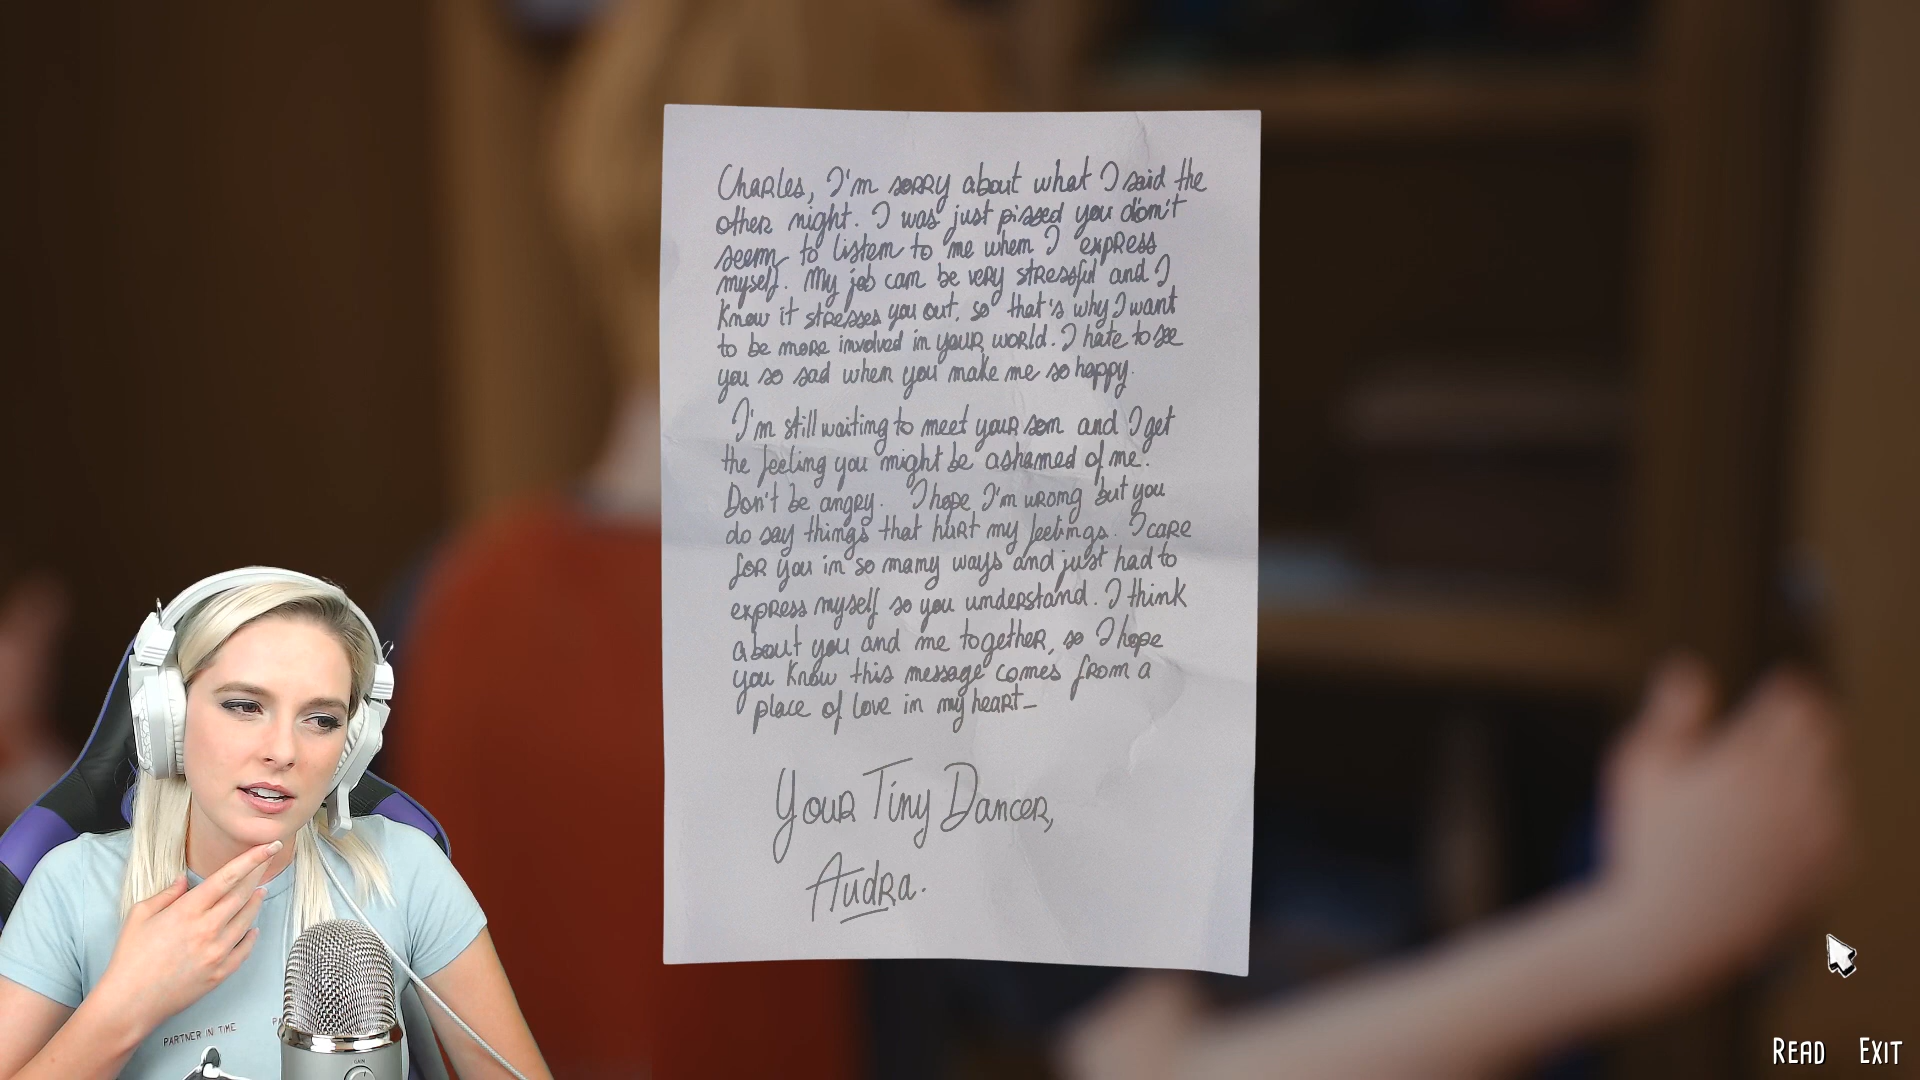 Charles, I'm sorry about what I said the
other night. I was just pissed you don't
seem to listen to me when I express
myself. My job can be very stressful and I
know it stresses you out, so that's why I want
to be more involved in your world. I hate to see
you so sad when you make me so happy.
I'm still waiting to meet your son and I get
the feeling you might be ashamed of me.
Don't be angry. I hope I'm wrong but you
do say things that hurt my feelings. I care
for you in so many ways and just had to
express myself so you understand. I think
about you and me together, so I hope
you know this message comes from a
place of love in my heart_
Your Tiny Dancer,
Audra.
PARTNER IN TIME
GAIN
READ EXIT